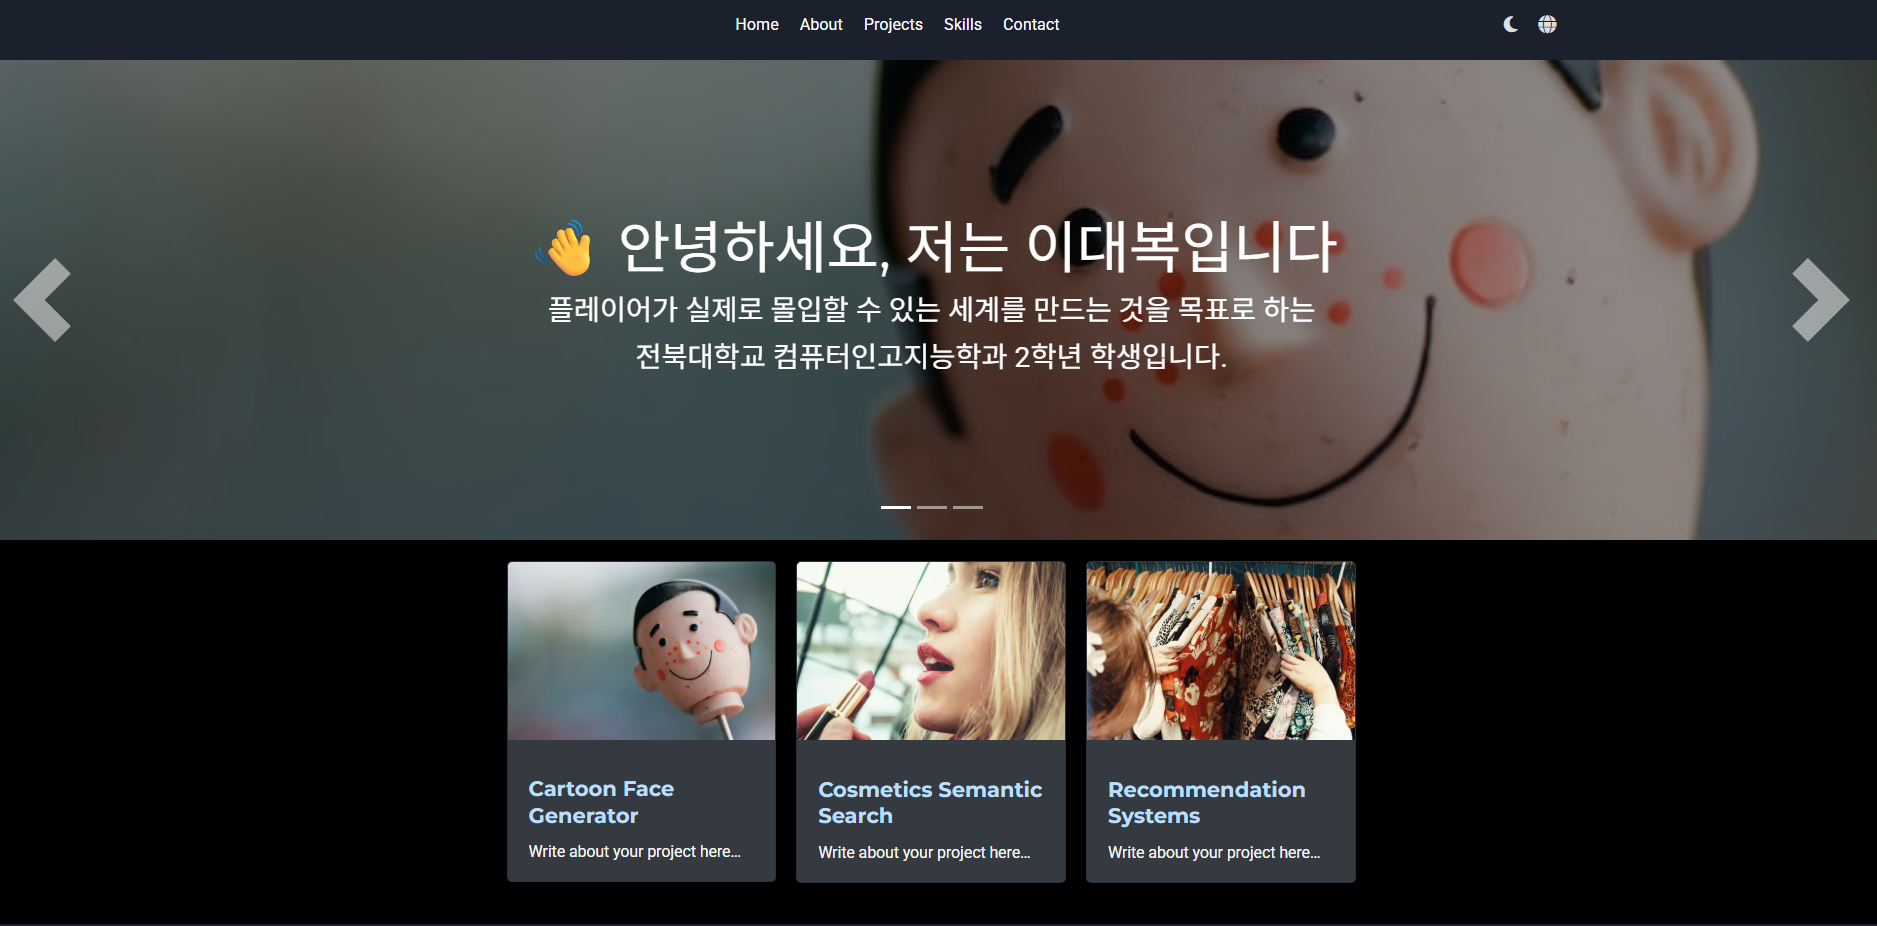 Home About Projects Skills Contact
👋 안녕하세요, 저는 이대복입니다
플레이어가 실제로 몰입할 수 있는 세계를 만드는 것을 목표로 하는
전북대학교 컴퓨터인고지능학과 2학년 학생입니다.
Cartoon Face
Generator
Write about your project here...
Cosmetics Semantic
Search
Write about your project here...
Recommendation
Systems
Write about your project here...